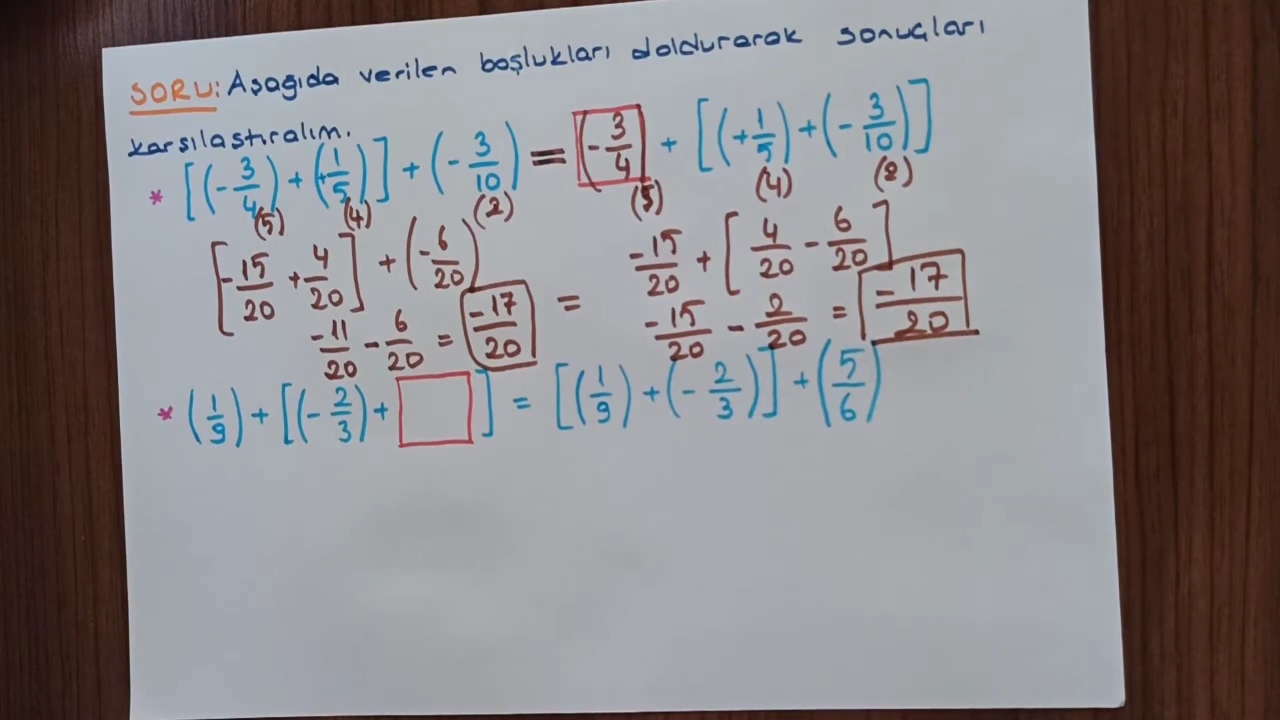 SORU: Aşağıda verilen boşlukları doldurarak sonuçları
karşılaştıralım.
* [(-3/4) + (+1/5)] + (-3/10) = (-3/4) + [(+1/5) + (-3/10)]
(5) (4) (2) (5) (4) (2)
[-15/20 + 4/20] + (-6/20) = -15/20 + [4/20 - 6/20]
-11/20 - 6/20 = -17/20 -15/20 - 2/20 = -17/20
* (1/9) + [(-2/3) + ] = [(1/9) + (-2/3)] + (5/6)